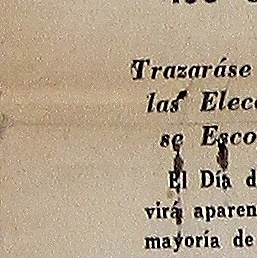 Trazaráse
las Elec
se Esco
El Día d
virá aparen
mayoría de